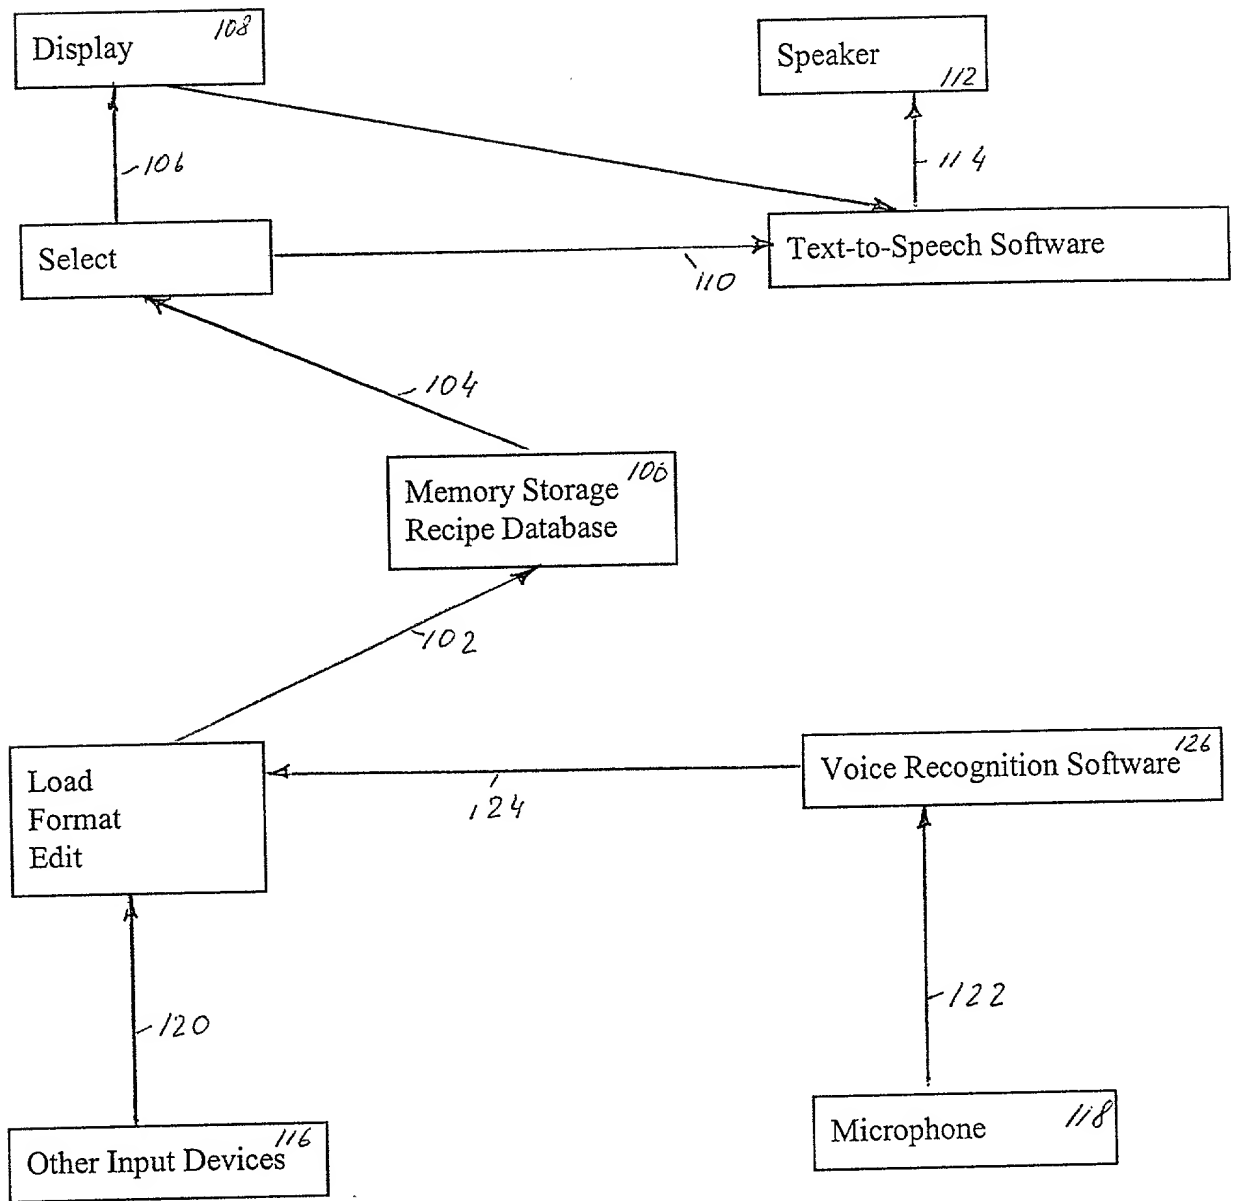 Display 108
Speaker
112
106
114
Select
Text-to-Speech Software
110
104
Memory Storage 100
Recipe Database
102
Load
Format
Edit
Voice Recognition Software 126
124
120
122
Other Input Devices 116
Microphone 118